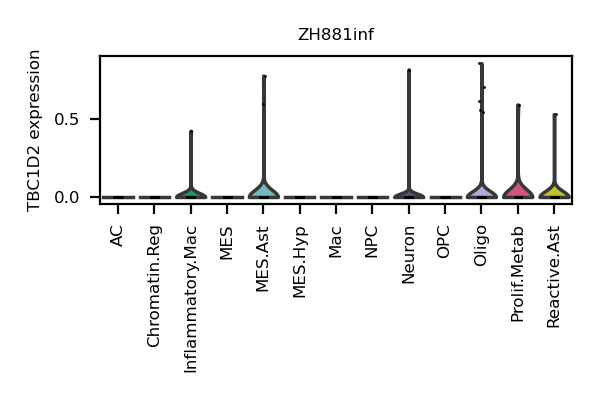 ZH881inf
TBC1D2 expression
0.5
0.0
AC
Chromatin.Reg
Inflammatory.Mac
MES
MES.Ast
MES.Hyp
Mac
NPC
Neuron
OPC
Oligo
Prolif.Metab
Reactive.Ast